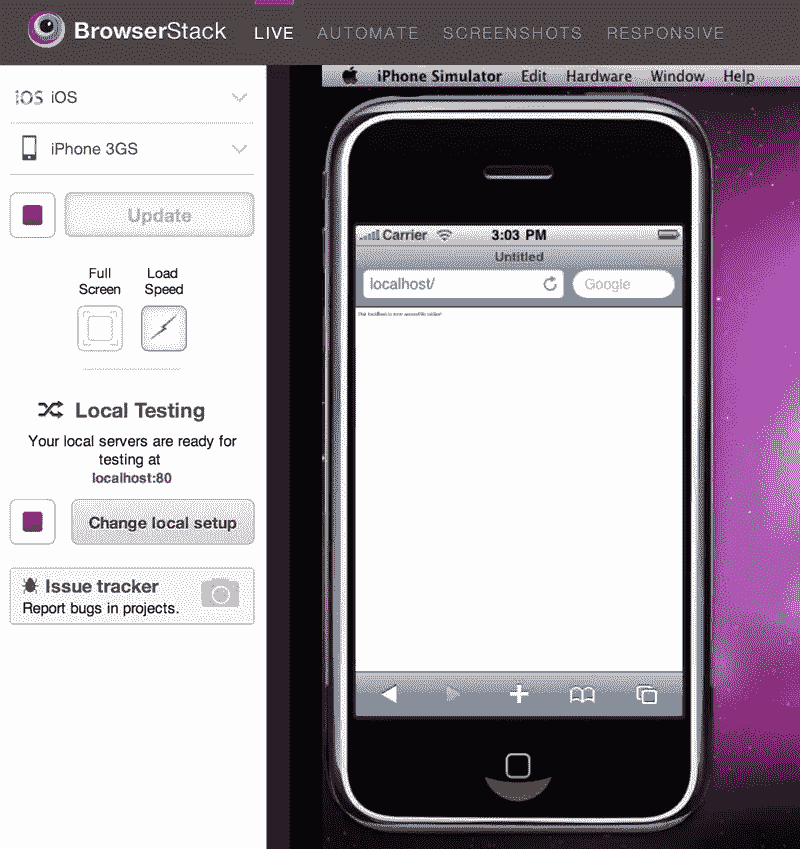 BrowserStack
LIVE AUTOMATE SCREENSHOTS RESPONSIVE
iOS iOS
iPhone 3GS
Update
Full Screen
Load Speed
Local Testing
Your local servers are ready for
testing at
localhost:80
Change local setup
Issue tracker
Report bugs in projects.
iPhone Simulator Edit Hardware Window Help
Carrier 3:03 PM
Untitled
localhost/ Google